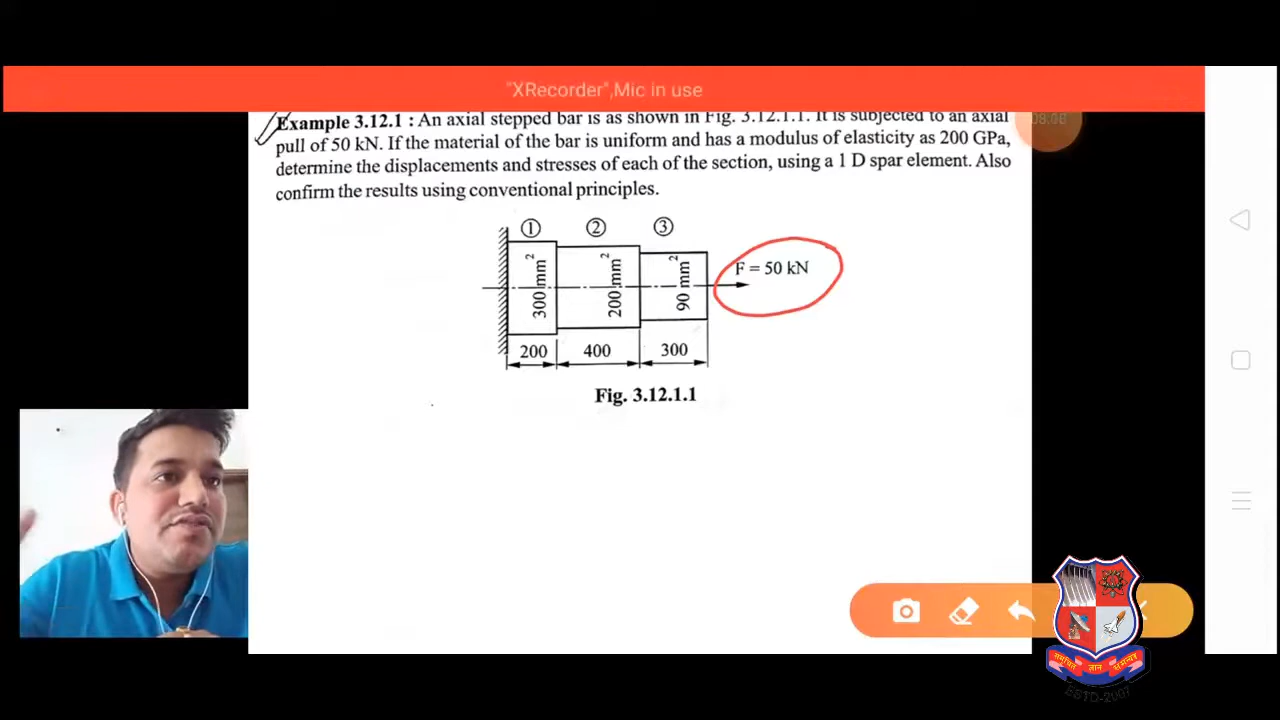 "XRecorder",Mic in use
08:08
Example 3.12.1 : An axial stepped bar is as shown in Fig. 3.12.1.1. It is subjected to an axial
pull of 50 kN. If the material of the bar is uniform and has a modulus of elasticity as 200 GPa,
determine the displacements and stresses of each of the section, using a 1 D spar element. Also
confirm the results using conventional principles.
① ② ③
300 mm² 200 mm² 90 mm² F = 50 kN
200 400 300
Fig. 3.12.1.1
ESTD-2007